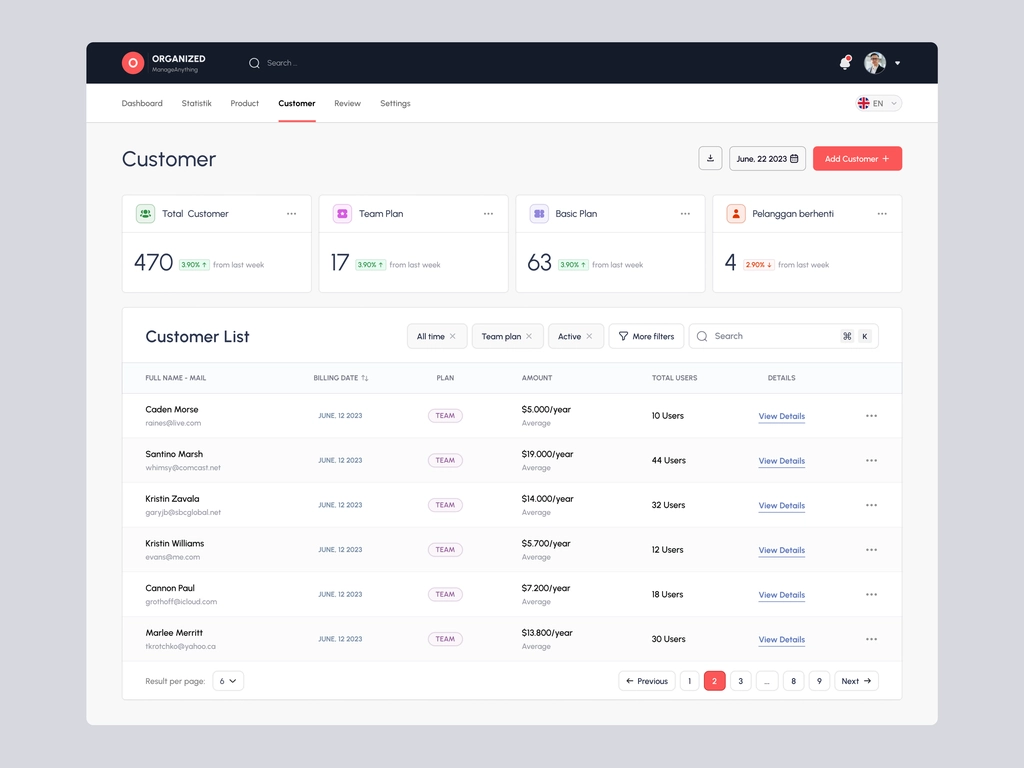 ORGANIZED
ManageAnything
Search ..
Dashboard Statistik Product Customer Review Settings
EN
Customer
June, 22 2023
Add Customer +
Total Customer
470 3.90% ↑ from last week
Team Plan
17 3.90% ↑ from last week
Basic Plan
63 3.90% ↑ from last week
Pelanggan berhenti
4 2.90% ↓ from last week
Customer List
All time × Team plan × Active × More filters Search ⌘ K
FULL NAME - MAIL BILLING DATE ↑↓ PLAN AMOUNT TOTAL USERS DETAILS
Caden Morse JUNE, 12 2023 TEAM $5.000/year 10 Users View Details
raines@live.com Average
Santino Marsh JUNE, 12 2023 TEAM $19.000/year 44 Users View Details
whimsy@comcast.net Average
Kristin Zavala JUNE, 12 2023 TEAM $14.000/year 32 Users View Details
garyjb@sbcglobal.net Average
Kristin Williams JUNE, 12 2023 TEAM $5.700/year 12 Users View Details
evans@me.com Average
Cannon Paul JUNE, 12 2023 TEAM $7.200/year 18 Users View Details
grothoff@icloud.com Average
Marlee Merritt JUNE, 12 2023 TEAM $13.800/year 30 Users View Details
tkrotchko@yahoo.ca Average
Result per page: 6 ← Previous 1 2 3 ... 8 9 Next →